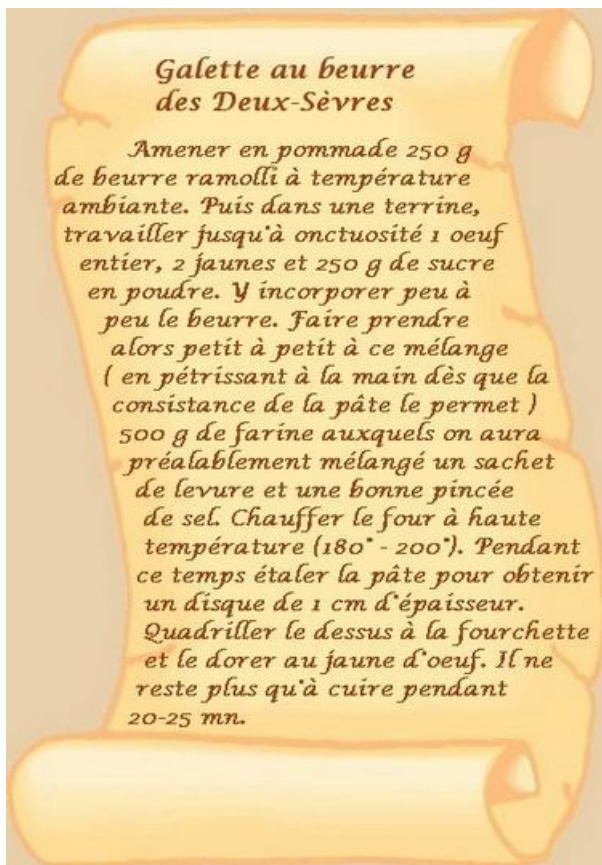 Galette au beurre
des Deux-Sèvres
Amener en pommade 250 g
de beurre ramolli à température
ambiante. Puis dans une terrine,
travailler jusqu'à onctuosité 1 oeuf
entier, 2 jaunes et 250 g de sucre
en poudre. Y incorporer peu à
peu le beurre. Faire prendre
alors petit à petit à ce mélange
( en pétrissant à la main dès que la
consistance de la pâte le permet )
500 g de farine auxquels on aura
préalablement mélangé un sachet
de levure et une bonne pincée
de sel. Chauffer le four à haute
température (180° - 200°). Pendant
ce temps étaler la pâte pour obtenir
un disque de 1 cm d'épaisseur.
Quadriller le dessus à la fourchette
et le dorer au jaune d'oeuf. Il ne
reste plus qu'à cuire pendant
20-25 mn.